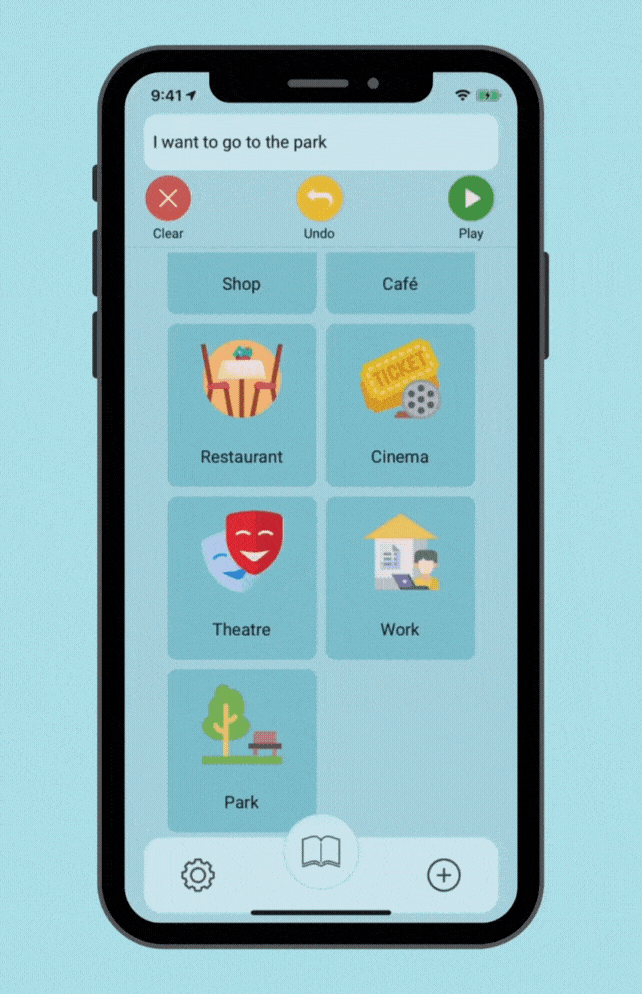 9:41
I want to go to the park
Clear
Undo
Play
Shop
Café
Restaurant
TICKET
Cinema
Theatre
Work
Park